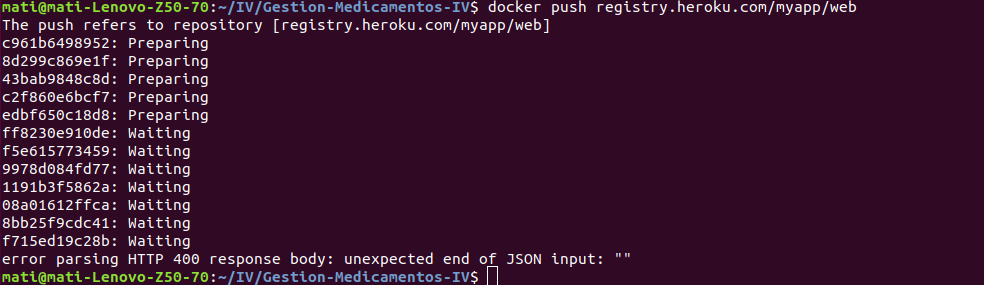 mati@mati-Lenovo-Z50-70:~/IV/Gestion-Medicamentos-IV$ docker push registry.heroku.com/myapp/web
The push refers to repository [registry.heroku.com/myapp/web]
c961b6498952: Preparing
8d299c869e1f: Preparing
43bab9848c8d: Preparing
c2f860e6bcf7: Preparing
edbf650c18d8: Preparing
ff8230e910de: Waiting
f5e615773459: Waiting
9978d084fd77: Waiting
1191b3f5862a: Waiting
08a01612ffca: Waiting
8bb25f9cdc41: Waiting
f715ed19c28b: Waiting
error parsing HTTP 400 response body: unexpected end of JSON input: ""
mati@mati-Lenovo-Z50-70:~/IV/Gestion-Medicamentos-IV$